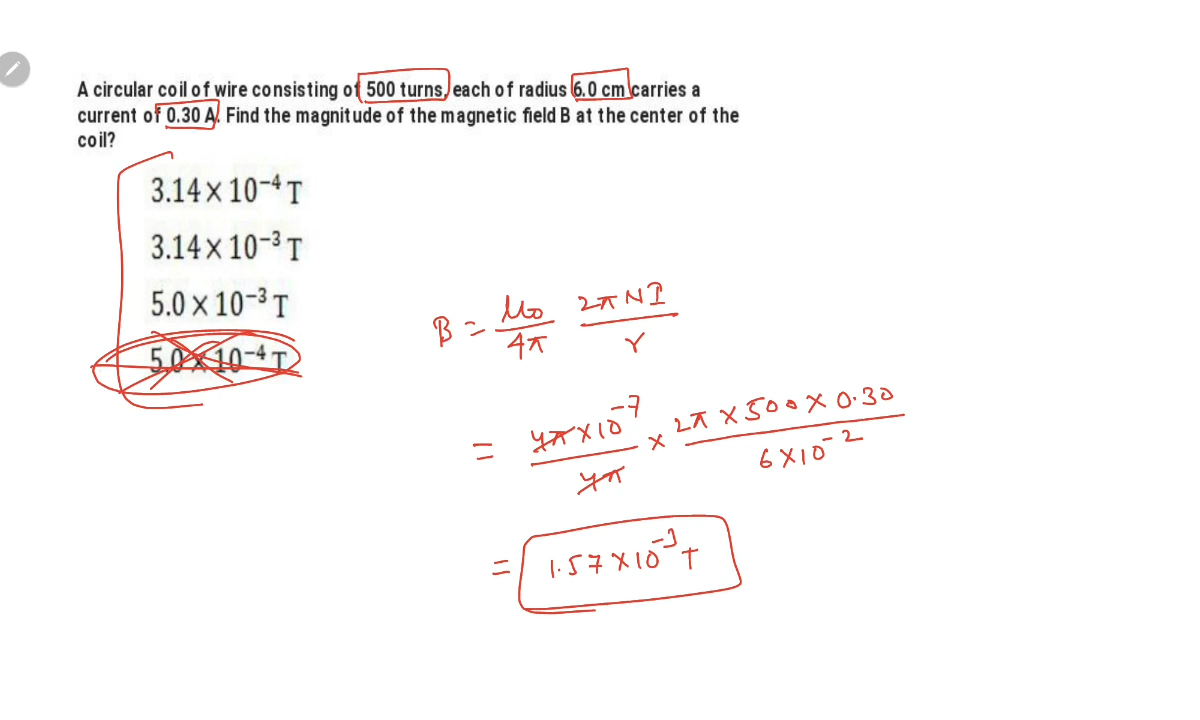 A circular coil of wire consisting of 500 turns, each of radius 6.0 cm carries a
current of 0.30 A. Find the magnitude of the magnetic field B at the center of the
coil?
3.14 × 10⁻⁴ T
3.14 × 10⁻³ T
5.0 × 10⁻³ T
5.0 × 10⁻⁴ T
B = μ₀/4π 2πNI/r
= 4π×10⁻⁷/4π × 2π×500×0.30/6×10⁻²
= 1.57×10⁻³ T